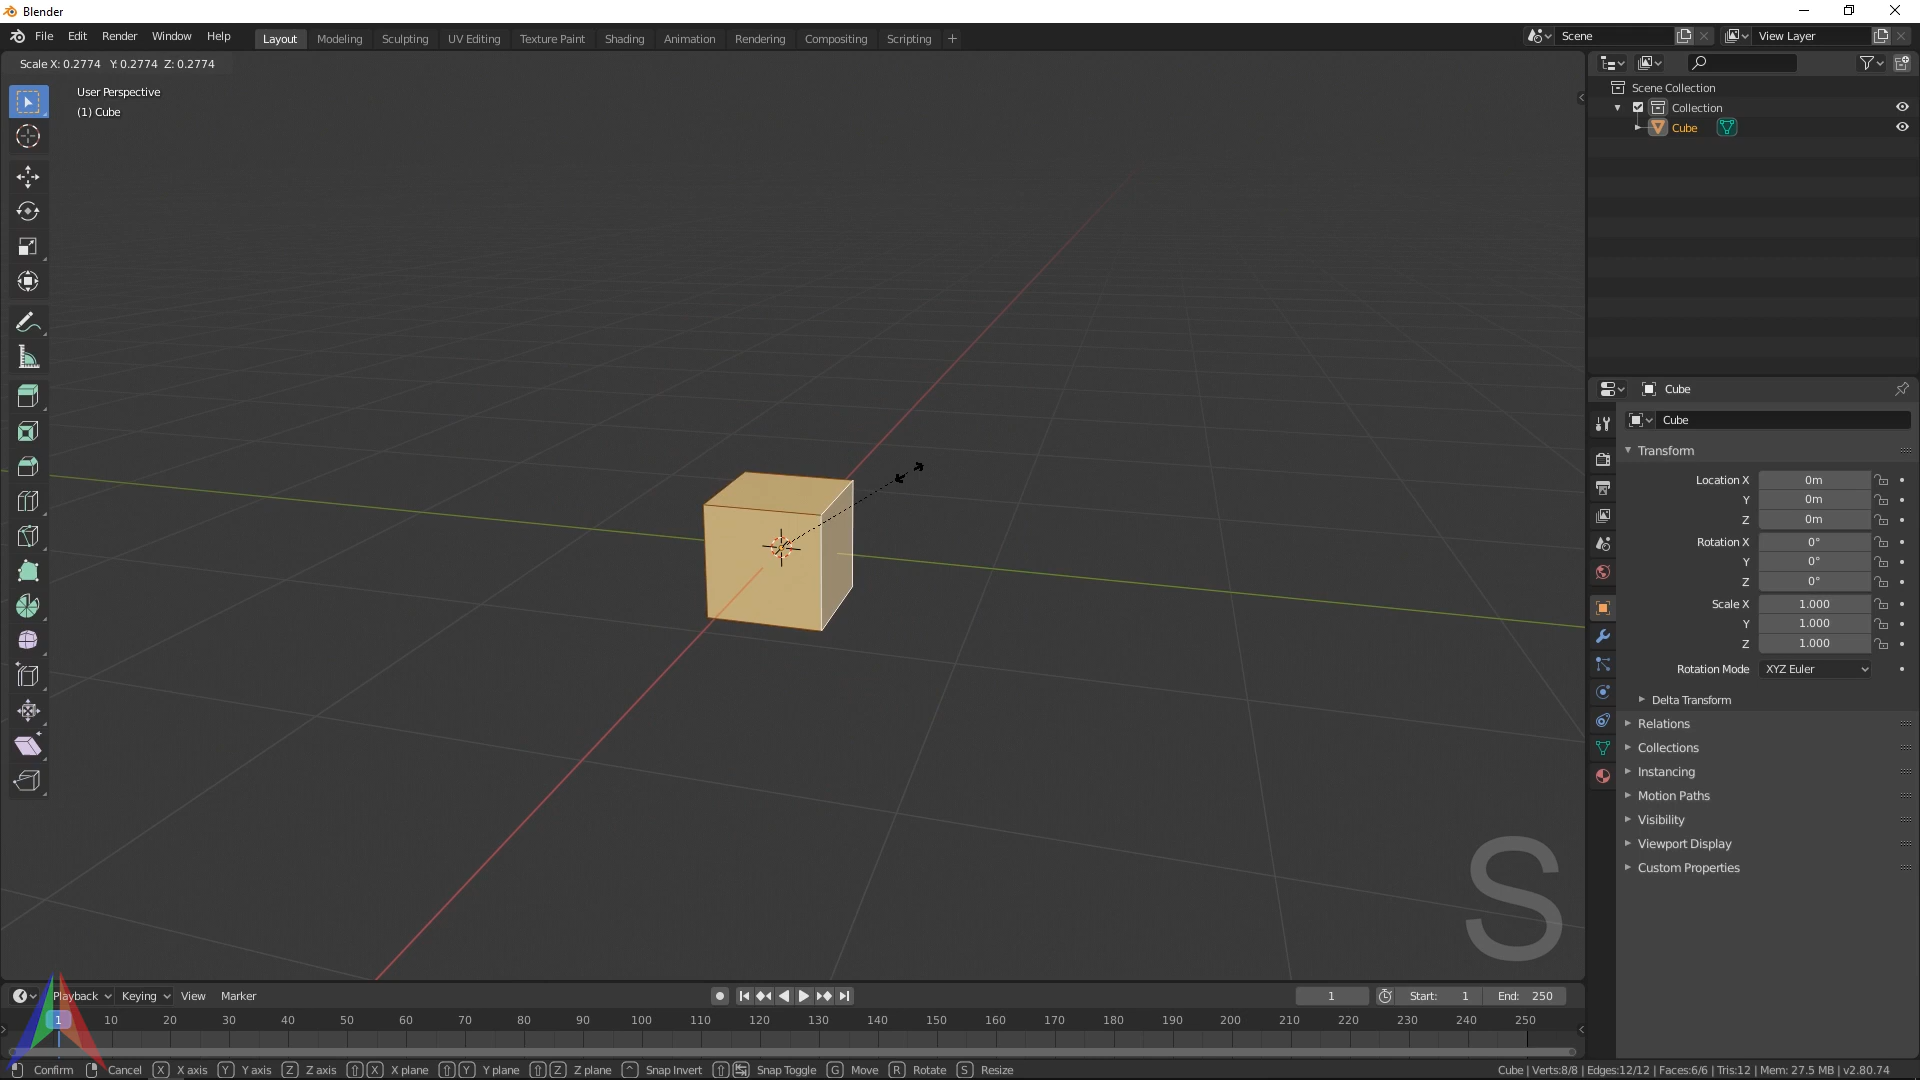 Blender
File Edit Render Window Help Layout Modeling Sculpting UV Editing Texture Paint Shading Animation Rendering Compositing Scripting + Scene View Layer
Scale X: 0.2774 Y: 0.2774 Z: 0.2774
User Perspective
(1) Cube
Scene Collection
Collection
Cube
Cube
Cube
Transform
Location X 0m
Y 0m
Z 0m
Rotation X 0°
Y 0°
Z 0°
Scale X 1.000
Y 1.000
Z 1.000
Rotation Mode XYZ Euler
Delta Transform
Relations
Collections
Instancing
Motion Paths
Visibility
Viewport Display
Custom Properties
S
Playback Keying View Marker 1 Start: 1 End: 250
1 10 20 30 40 50 60 70 80 90 100 110 120 130 140 150 160 170 180 190 200 210 220 230 240 250
Confirm Cancel X X axis Y Y axis Z Z axis X X plane Y Y plane Z Z plane ^ Snap Invert Snap Toggle G Move R Rotate S Resize Cube | Verts:8/8 | Edges:12/12 | Faces:6/6 | Tris:12 | Mem: 27.5 MB | v2.80.74